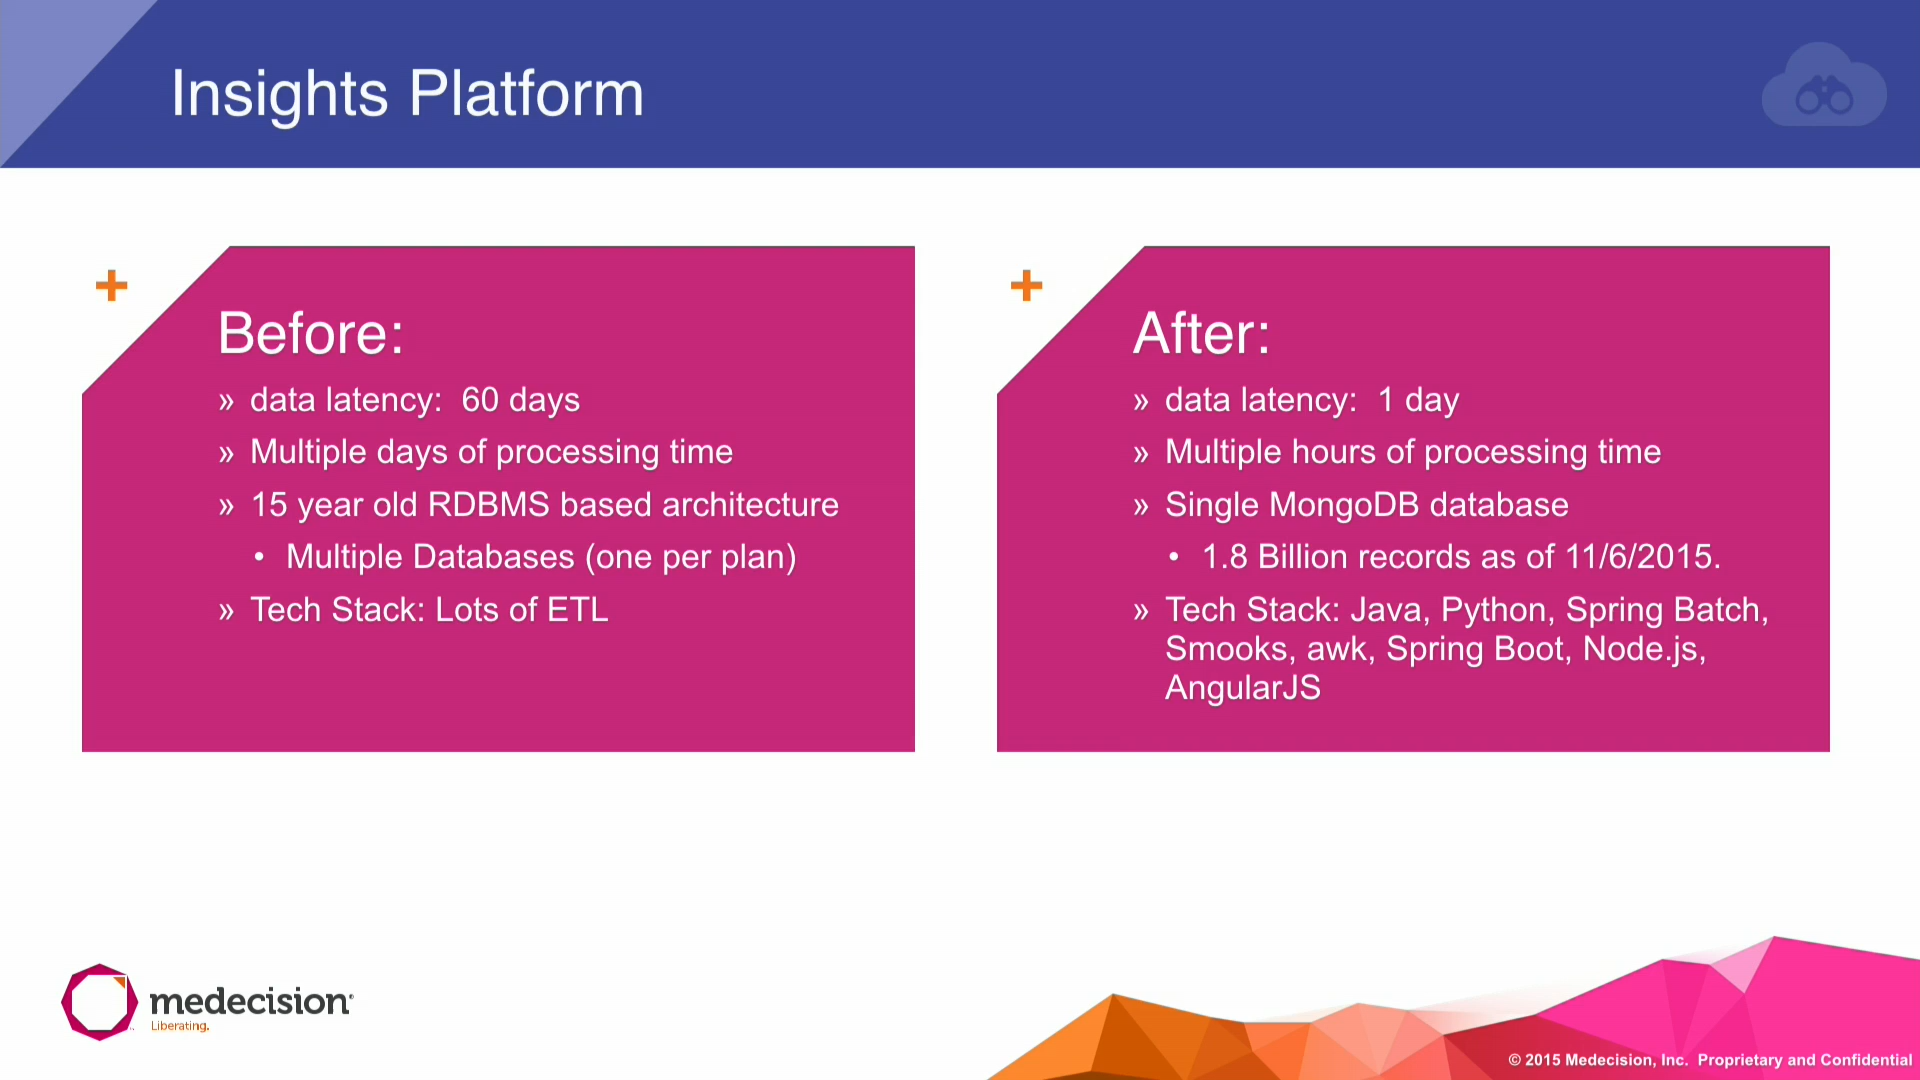 Insights Platform
Before:
» data latency:  60 days
» Multiple days of processing time
» 15 year old RDBMS based architecture
• Multiple Databases (one per plan)
» Tech Stack: Lots of ETL
After:
» data latency:  1 day
» Multiple hours of processing time
» Single MongoDB database
• 1.8 Billion records as of 11/6/2015.
» Tech Stack: Java, Python, Spring Batch,
Smooks, awk, Spring Boot, Node.js,
AngularJS
medecision®
Liberating.
© 2015 Medecision, Inc.  Proprietary and Confidential